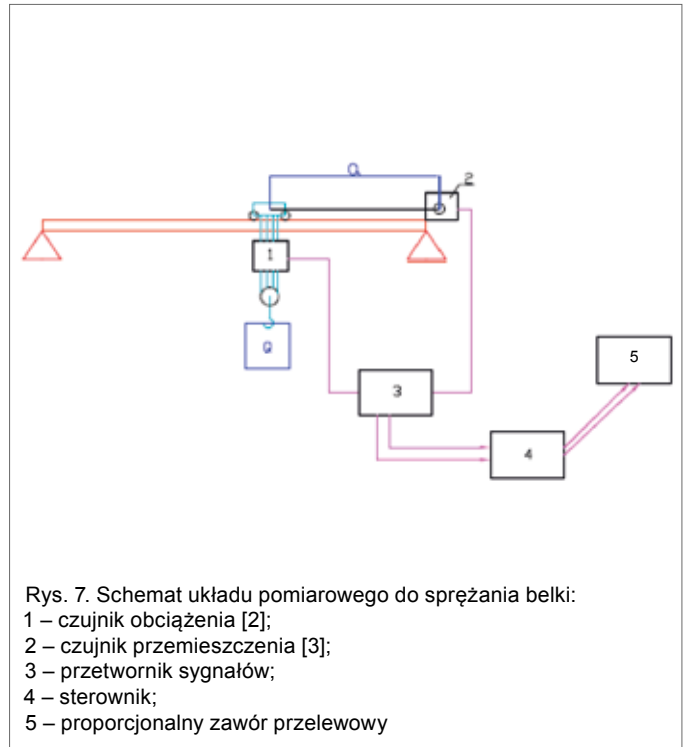 a
2
1
Q
3
4
5
Rys. 7. Schemat układu pomiarowego do sprężania belki:
1 – czujnik obciążenia [2];
2 – czujnik przemieszczenia [3];
3 – przetwornik sygnałów;
4 – sterownik;
5 – proporcjonalny zawór przelewowy